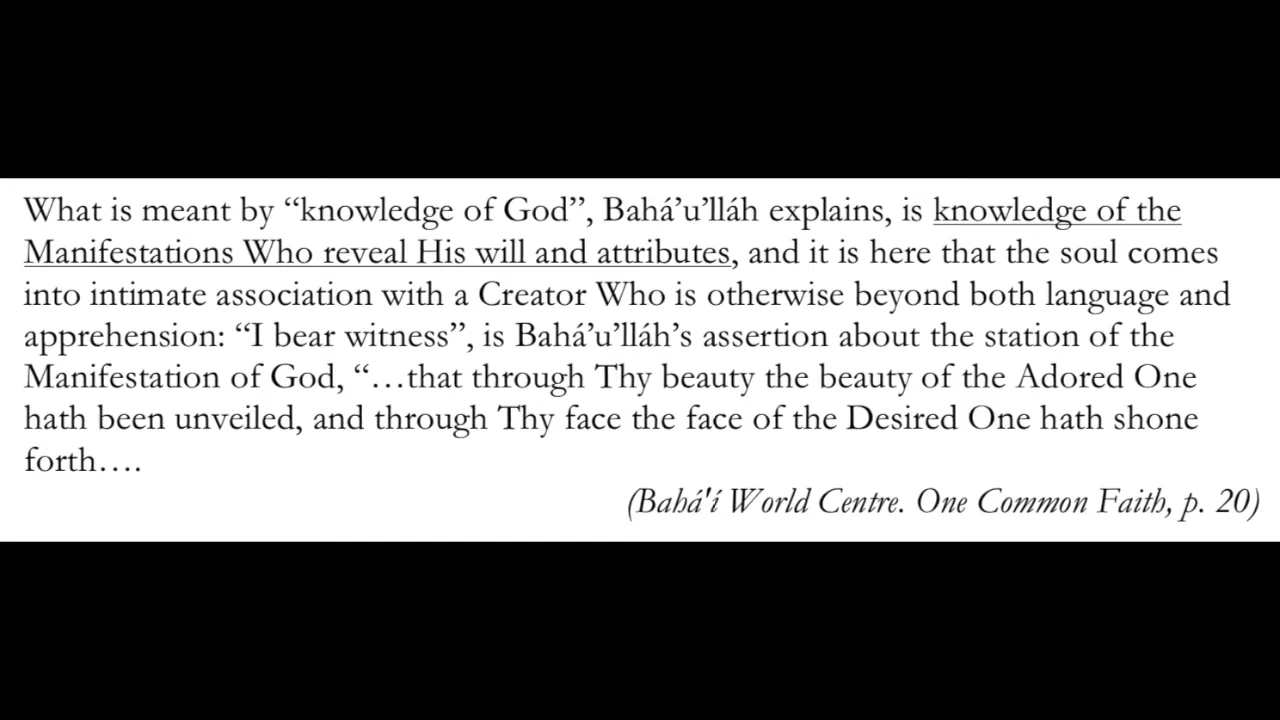 What is meant by “knowledge of God”, Bahá’u’lláh explains, is knowledge of the
Manifestations Who reveal His will and attributes, and it is here that the soul comes
into intimate association with a Creator Who is otherwise beyond both language and
apprehension: “I bear witness”, is Bahá’u’lláh’s assertion about the station of the
Manifestation of God, “…that through Thy beauty the beauty of the Adored One
hath been unveiled, and through Thy face the face of the Desired One hath shone
forth….
(Bahá'í World Centre. One Common Faith, p. 20)